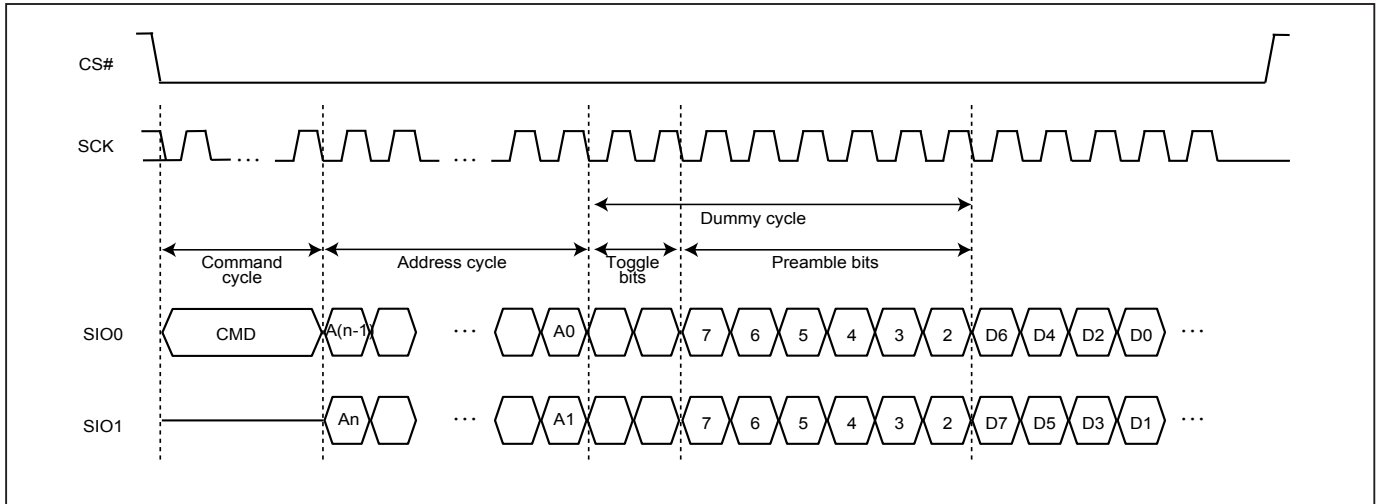 CS#
SCK
···
···
Dummy cycle
Command
cycle
Address cycle
Toggle
bits
Preamble bits
SIO0
CMD
A(n-1)
···
A0
7
6
5
4
3
2
D6
D4
D2
D0
···
SIO1
An
···
A1
7
6
5
4
3
2
D7
D5
D3
D1
···